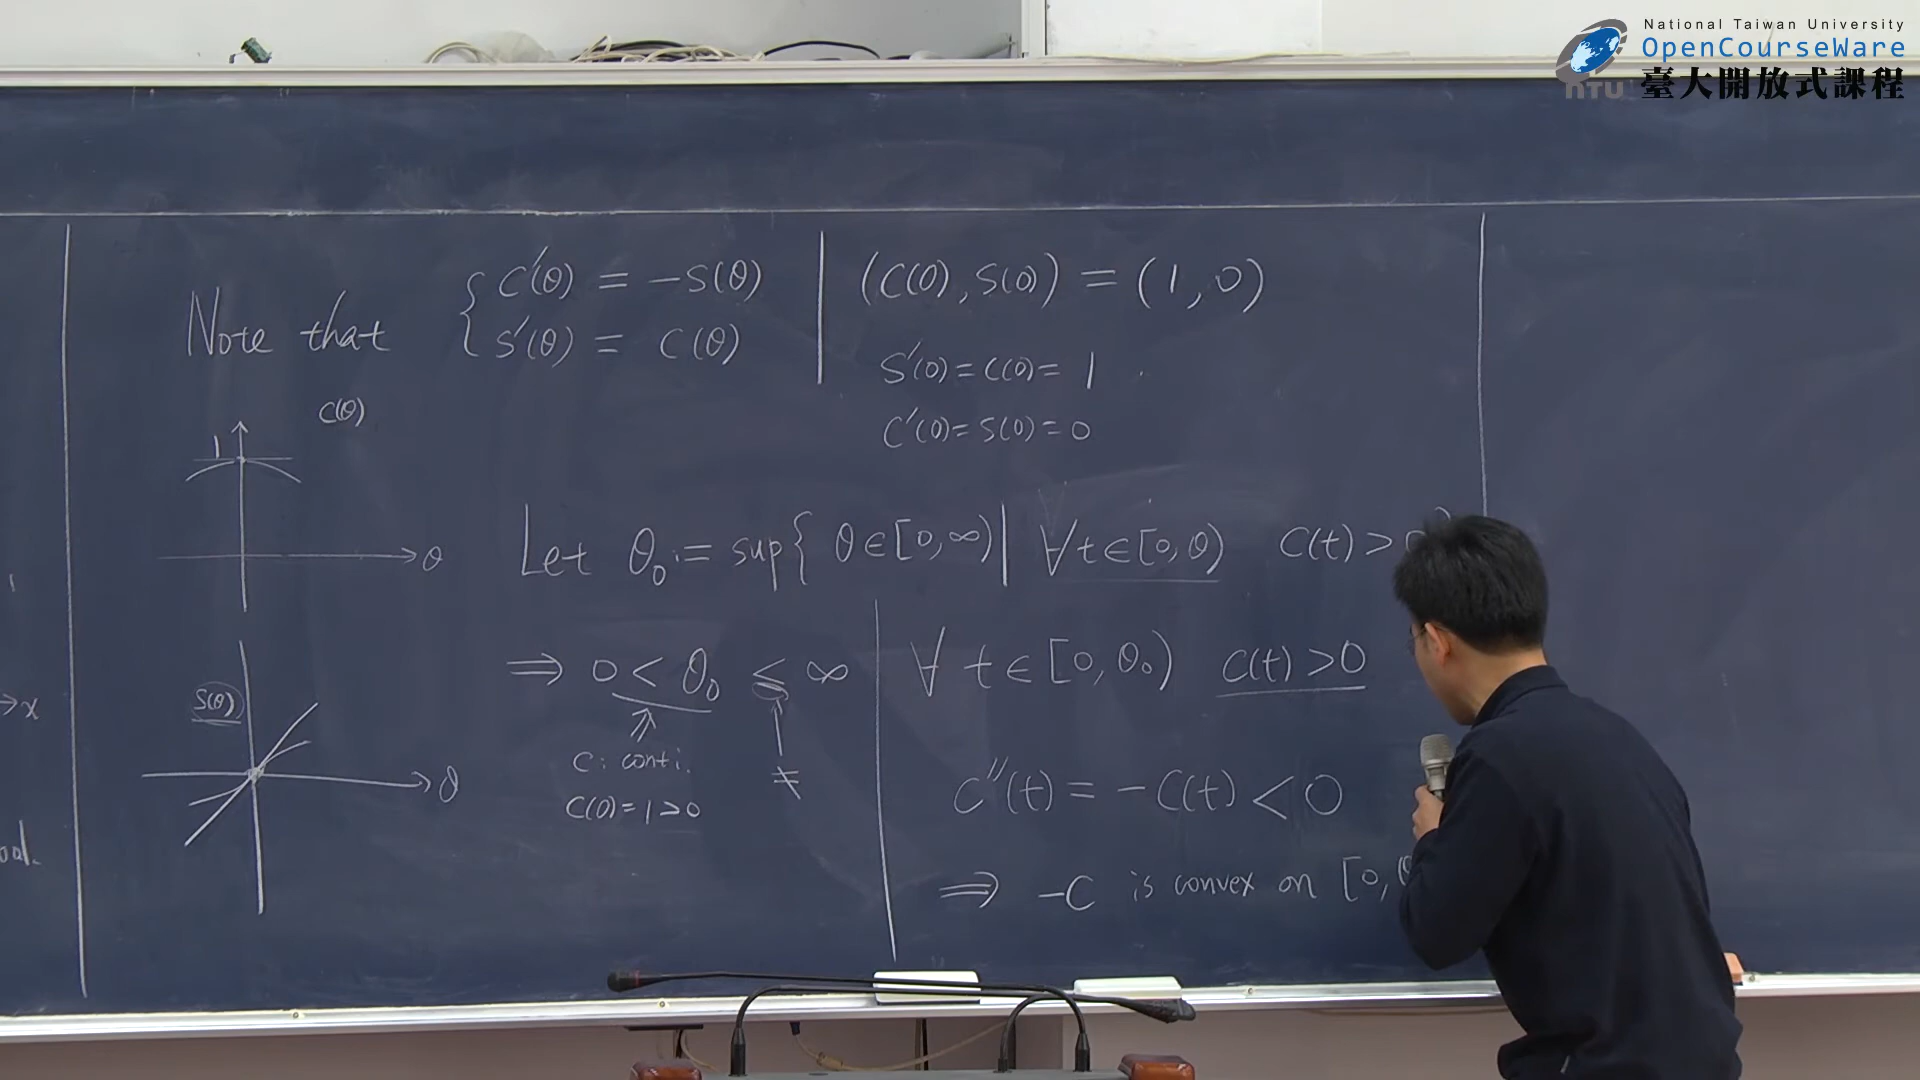 National Taiwan University
OpenCourseWare
臺大開放式課程
NTU
Note that { C'(θ) = -S(θ)
S'(θ) = C(θ)
(C(0), S(0)) = (1, 0)
S'(0) = C(0) = 1
C'(0) = S(0) = 0
C(θ)
1
θ
Let θ₀ := sup{ θ ∈ [0, ∞) | ∀ t ∈ [0, θ) C(t) >
⇒ 0 < θ₀ ≤ ∞
⇑
C: conti.
C(0) = 1 > 0
↑
≠
∀ t ∈ [0, θ₀) C(t) > 0
C''(t) = -C(t) < 0
⇒ -C is convex on [0,
S(θ)
θ
→x